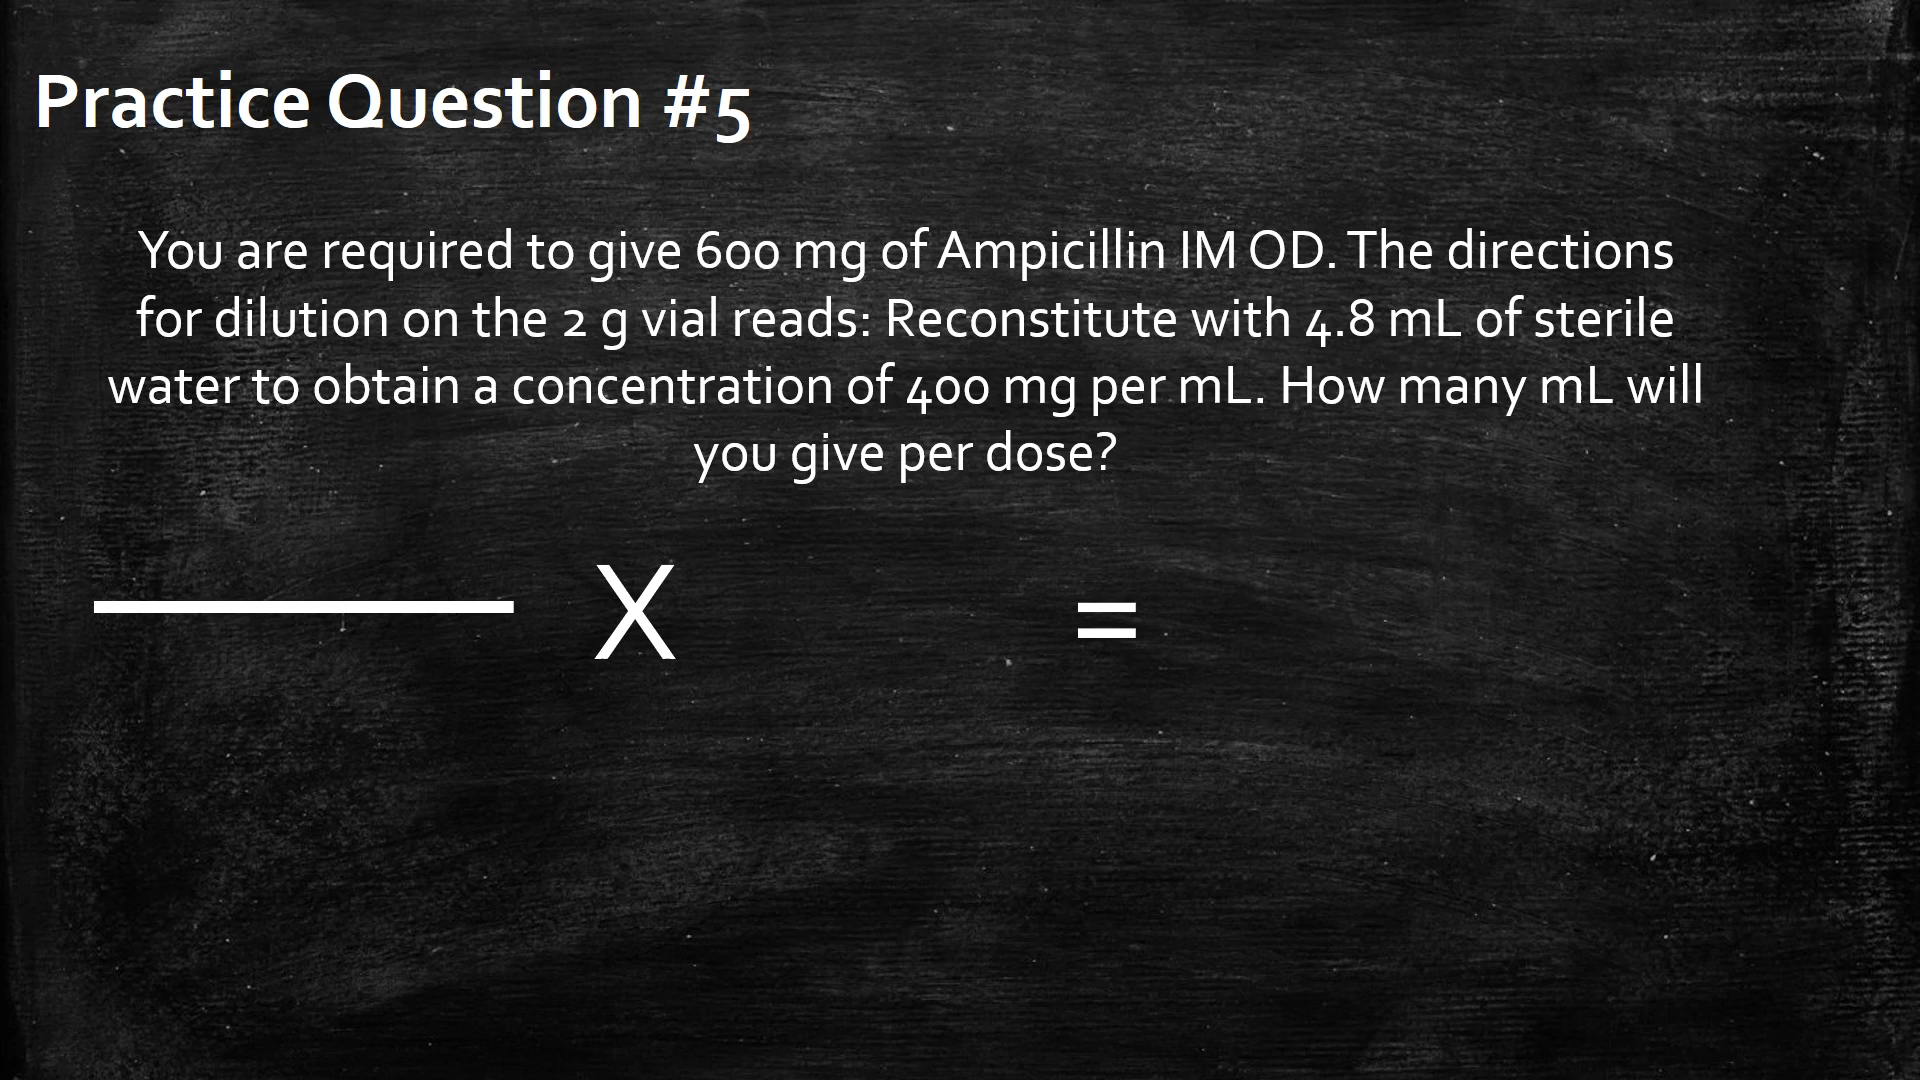 Practice Question #5
You are required to give 600 mg of Ampicillin IM OD. The directions
for dilution on the 2 g vial reads: Reconstitute with 4.8 mL of sterile
water to obtain a concentration of 400 mg per mL. How many mL will
you give per dose?
X =